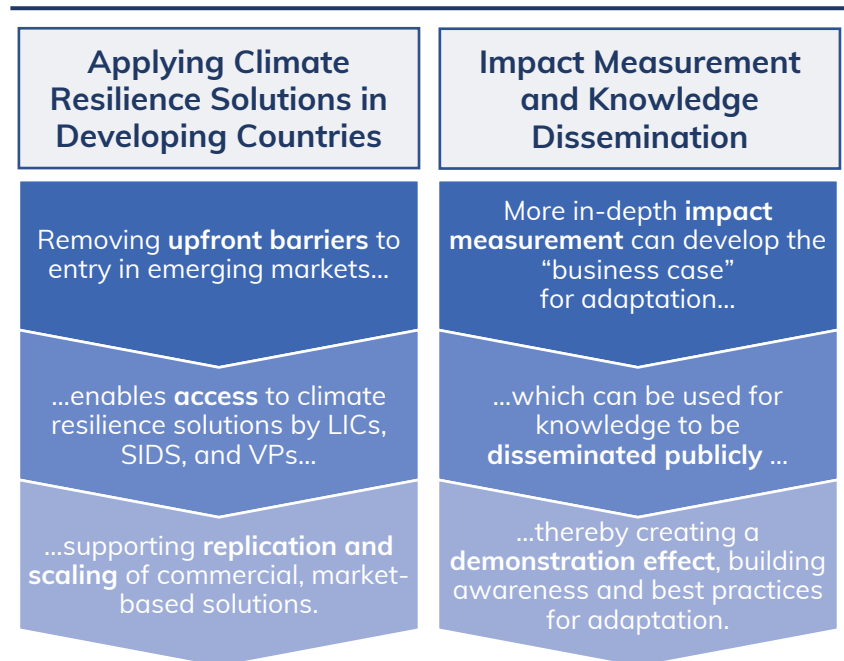 Applying Climate
Resilience Solutions in
Developing Countries
Removing upfront barriers to
entry in emerging markets...
...enables access to climate
resilience solutions by LICs,
SIDS, and VPs...
...supporting replication and
scaling of commercial, market-
based solutions.
Impact Measurement
and Knowledge
Dissemination
More in-depth impact
measurement can develop the
“business case”
for adaptation...
...which can be used for
knowledge to be
disseminated publicly ...
...thereby creating a
demonstration effect, building
awareness and best practices
for adaptation.